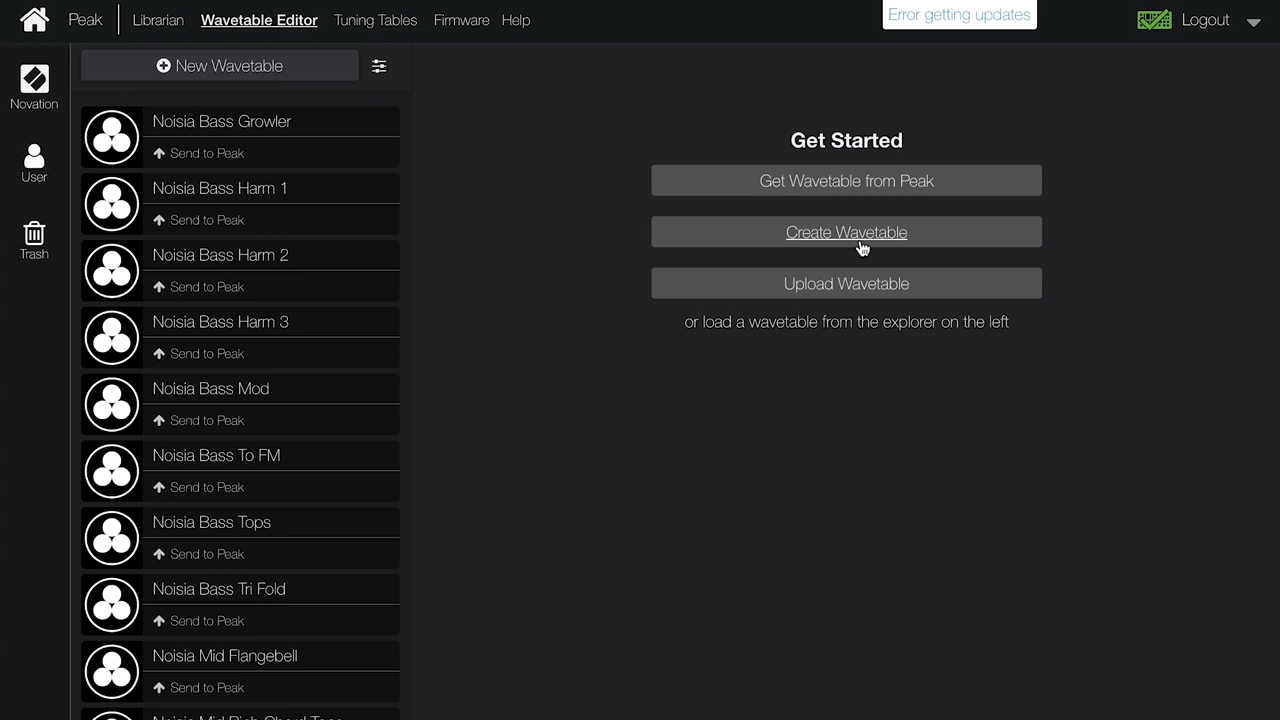 Peak
Librarian
Wavetable Editor
Tuning Tables
Firmware
Help
Error getting updates
Logout
Novation
User
Trash
New Wavetable
Noisia Bass Growler
Send to Peak
Noisia Bass Harm 1
Send to Peak
Noisia Bass Harm 2
Send to Peak
Noisia Bass Harm 3
Send to Peak
Noisia Bass Mod
Send to Peak
Noisia Bass To FM
Send to Peak
Noisia Bass Tops
Send to Peak
Noisia Bass Tri Fold
Send to Peak
Noisia Mid Flangebell
Send to Peak
Noisia Mid
Get Started
Get Wavetable from Peak
Create Wavetable
Upload Wavetable
or load a wavetable from the explorer on the left